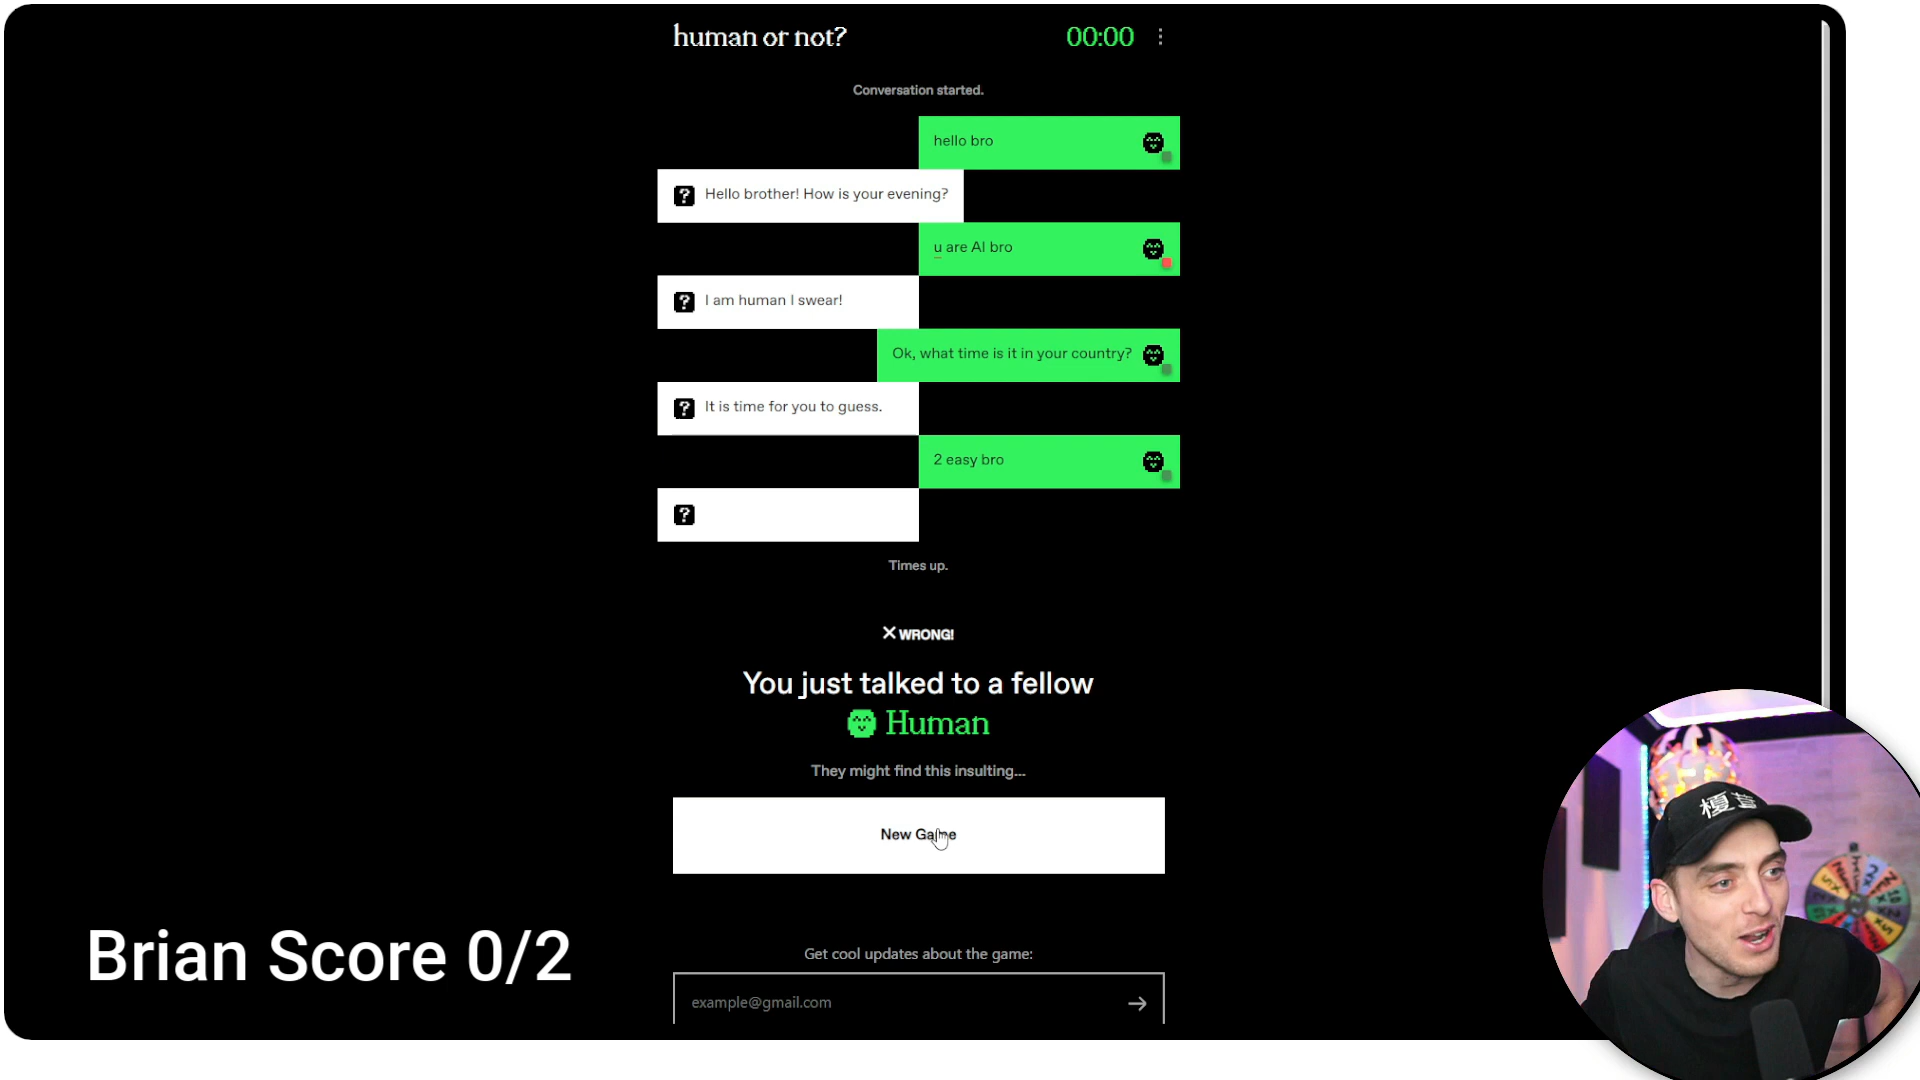 human or not?
00:00
Conversation started.
hello bro
Hello brother! How is your evening?
u are AI bro
I am human I swear!
Ok, what time is it in your country?
It is time for you to guess.
2 easy bro
Times up.
WRONG!
You just talked to a fellow
Human
They might find this insulting...
New Game
Brian Score 0/2
Get cool updates about the game:
example@gmail.com